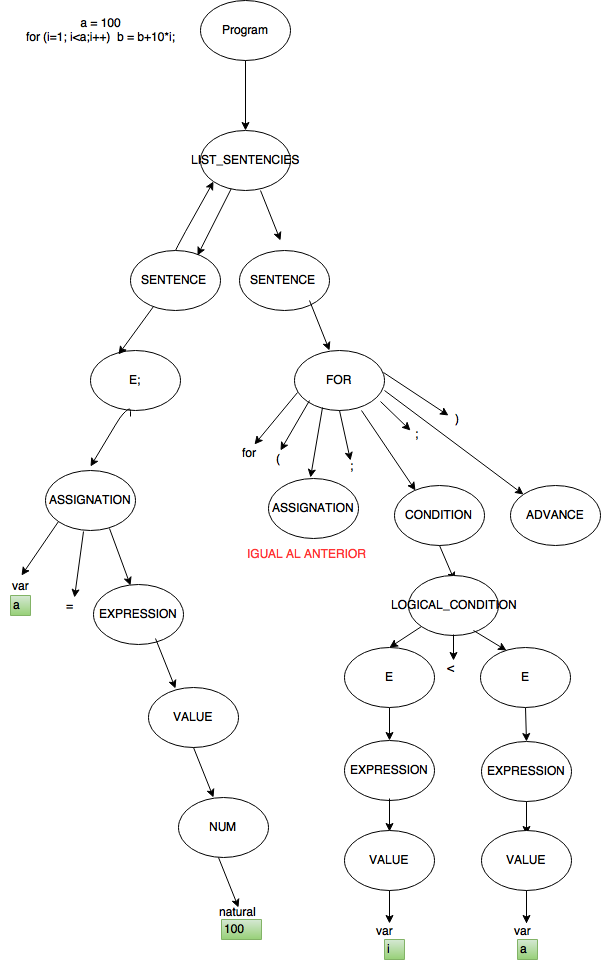 a = 100
for (i=1; i<a;i++) b = b+10*i;
Program
LIST_SENTENCIES
SENTENCE
SENTENCE
E;
FOR
for
(
;
;
)
ASSIGNATION
ASSIGNATION
CONDITION
ADVANCE
IGUAL AL ANTERIOR
var
a
=
EXPRESSION
LOGICAL_CONDITION
E
<
E
VALUE
EXPRESSION
EXPRESSION
NUM
VALUE
VALUE
natural
100
var
i
var
a